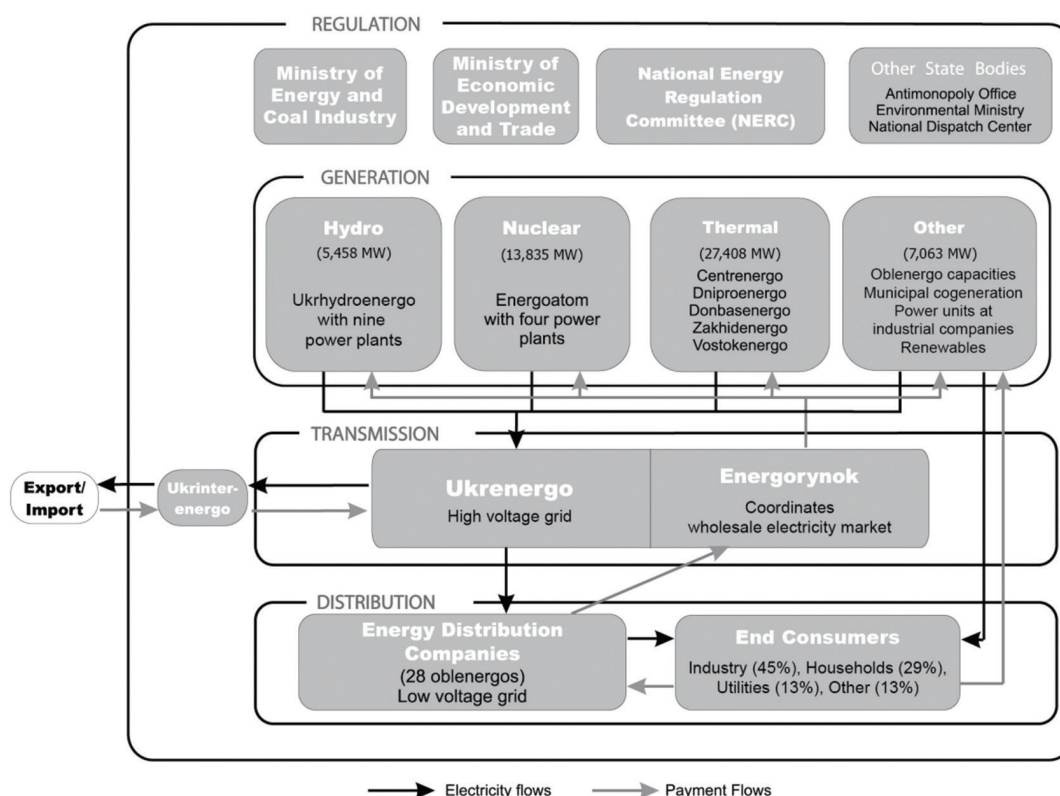 REGULATION
Ministry of
Energy and
Coal Industry
Ministry of
Economic
Development
and Trade
National Energy
Regulation
Committee (NERC)
Other State Bodies
Antimonopoly Office
Environmental Ministry
National Dispatch Center
GENERATION
Hydro
(5,458 MW)
Ukrhydroenergo
with nine
power plants
Nuclear
(13,835 MW)
Energoatom
with four power
plants
Thermal
(27,408 MW)
Centrenergo
Dniproenergo
Donbasenergo
Zakhidenergo
Vostokenergo
Other
(7,063 MW)
Oblenergo capacities
Municipal cogeneration
Power units at
industrial companies
Renewables
TRANSMISSION
Export/
Import
Ukrinter-
energo
Ukrenergo
High voltage grid
Energorynok
Coordinates
wholesale electricity market
DISTRIBUTION
Energy Distribution
Companies
(28 oblenergos)
Low voltage grid
End Consumers
Industry (45%), Households (29%),
Utilities (13%), Other (13%)
Electricity flows
Payment Flows